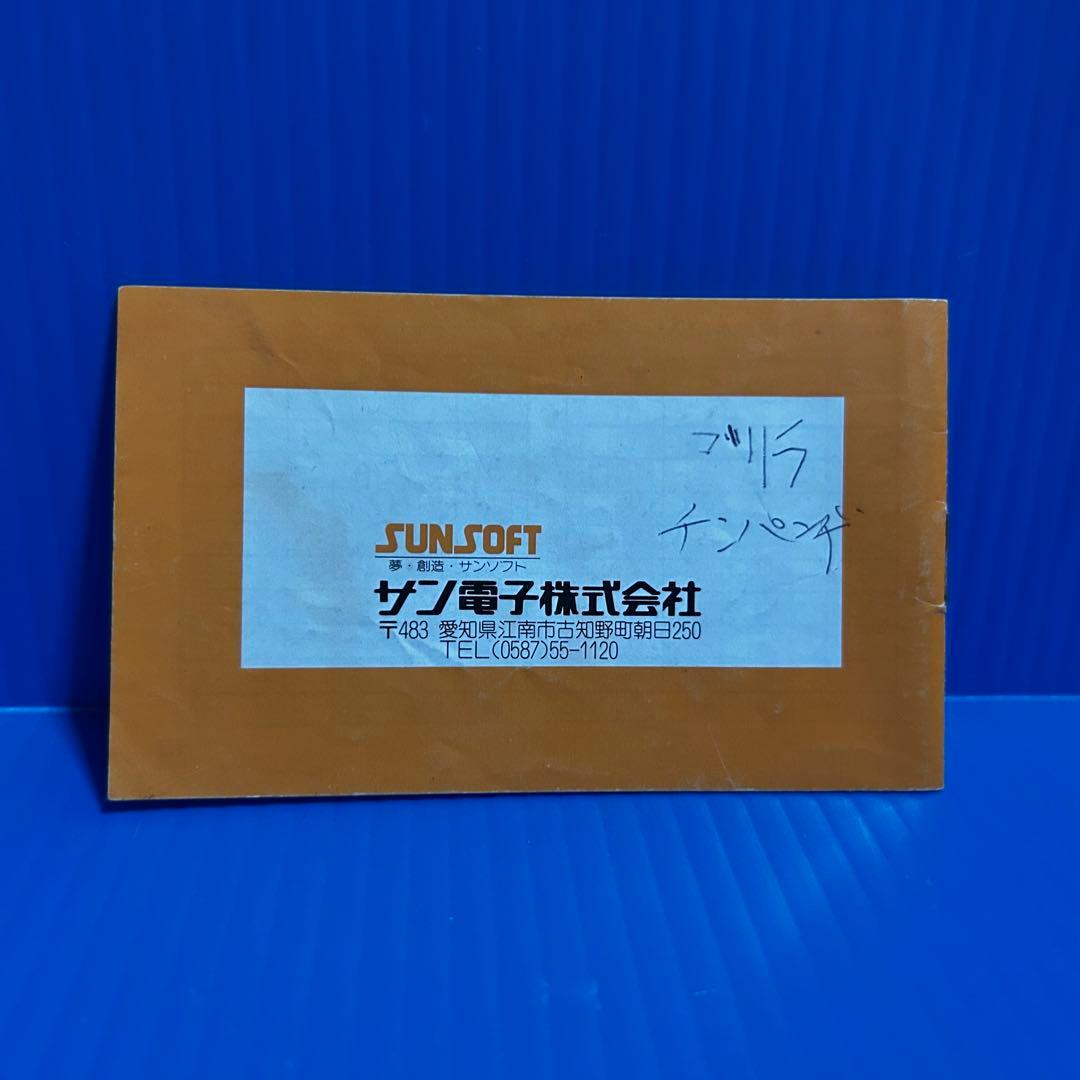 ゴリラ
チンパンヂ
SUNSOFT
夢・創造・サンソフト
サン電子株式会社
〒483 愛知県江南市古知野町朝日250
TEL(0587)55-1120